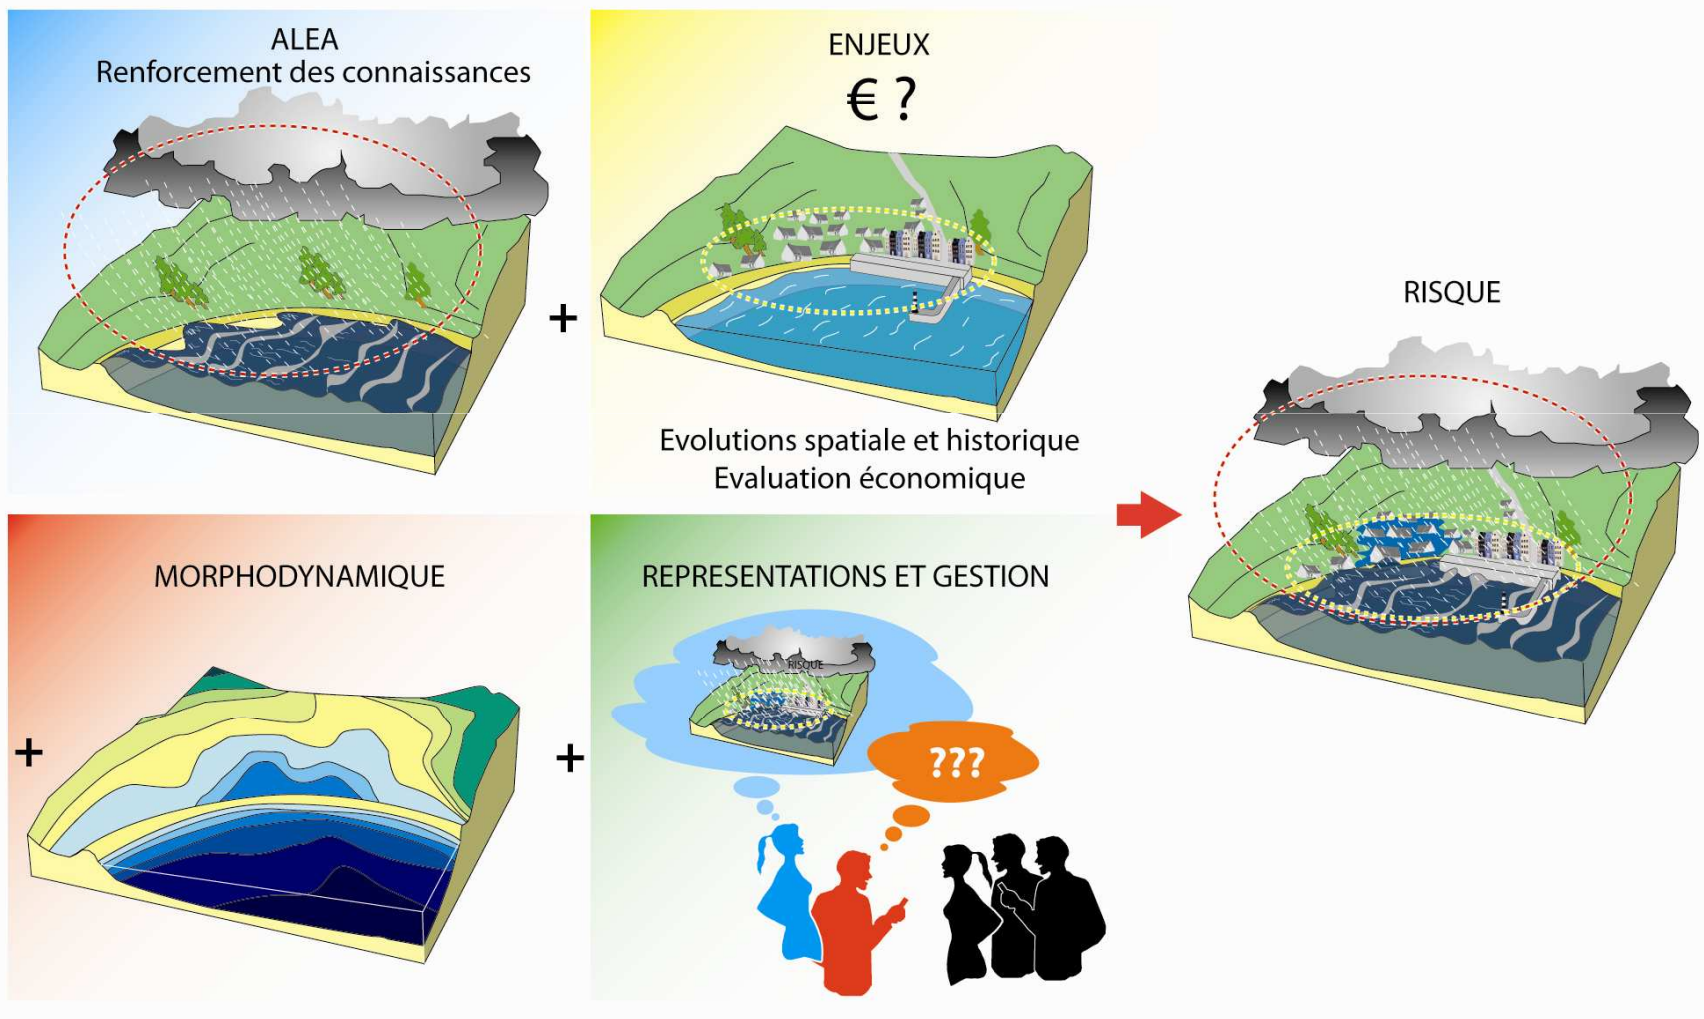 ALEA
Renforcement des connaissances
+
ENJEUX
€ ?
Evolutions spatiale et historique
Evaluation économique
+
MORPHODYNAMIQUE
+
REPRESENTATIONS ET GESTION
RISQUE
???
RISQUE